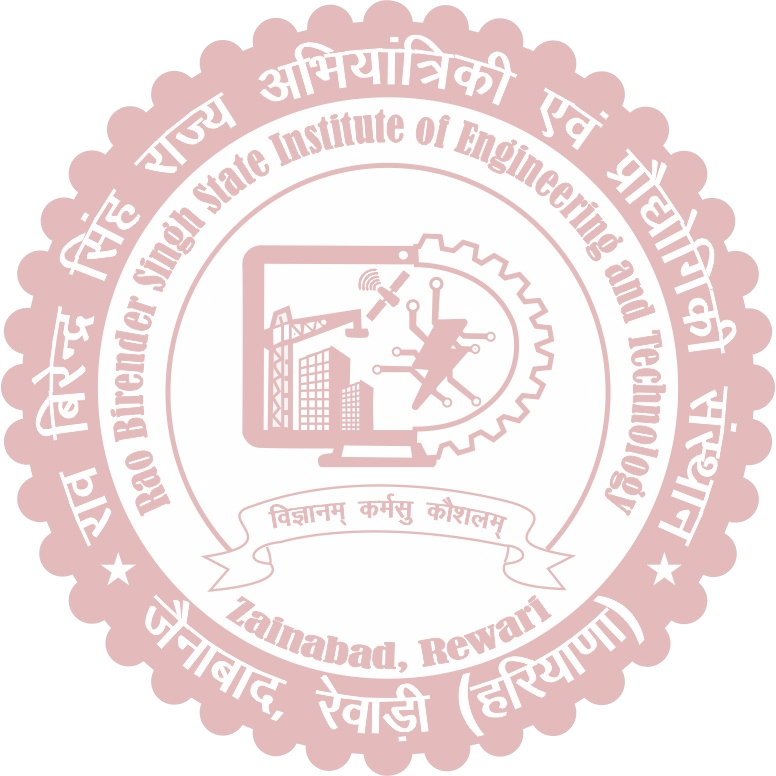 राव बिरेन्द्र सिंह राज्य अभियांत्रिकी एवं प्रौद्योगिकी संस्थान
Rao Birender Singh State Institute of Engineering and Technology
विज्ञानम् कर्मसु कौशलम्
Zainabad, Rewari
जैनाबाद, रेवाड़ी (हरियाणा)